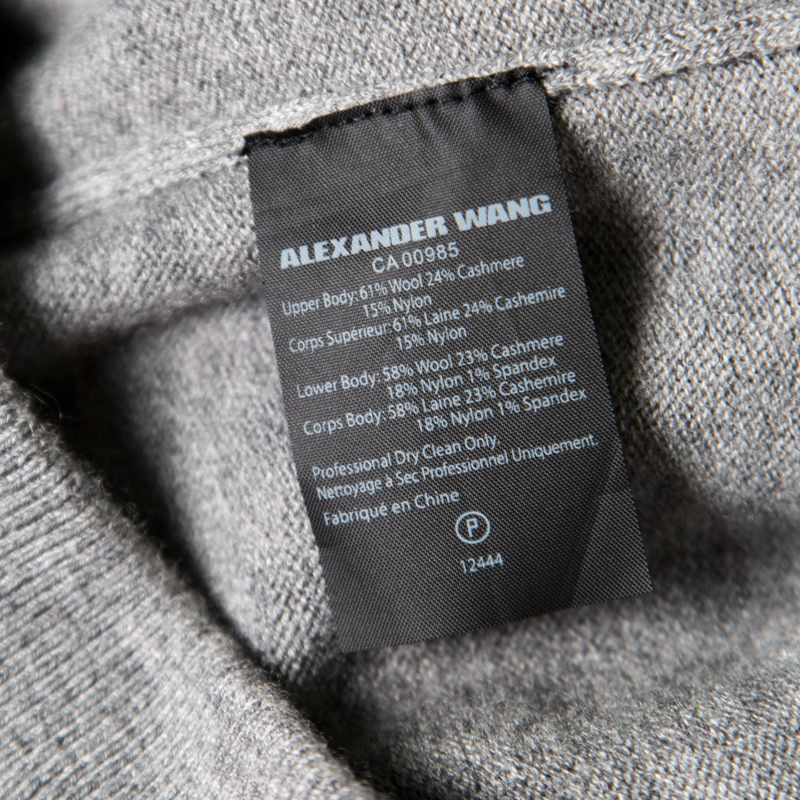 ALEXANDER WANG
CA 00985
Upper Body: 61% Wool 24% Cashmere
15% Nylon
Corps Supérieur: 61% Laine 24% Cashemire
15% Nylon
Lower Body: 58% Wool 23% Cashmere
18% Nylon 1% Spandex
Corps Body: 58% Laine 23% Cashemire
18% Nylon 1% Spandex
Professional Dry Clean Only.
Nettoyage à Sec Professionnel Uniquement.
Fabriqué en Chine
P
12444